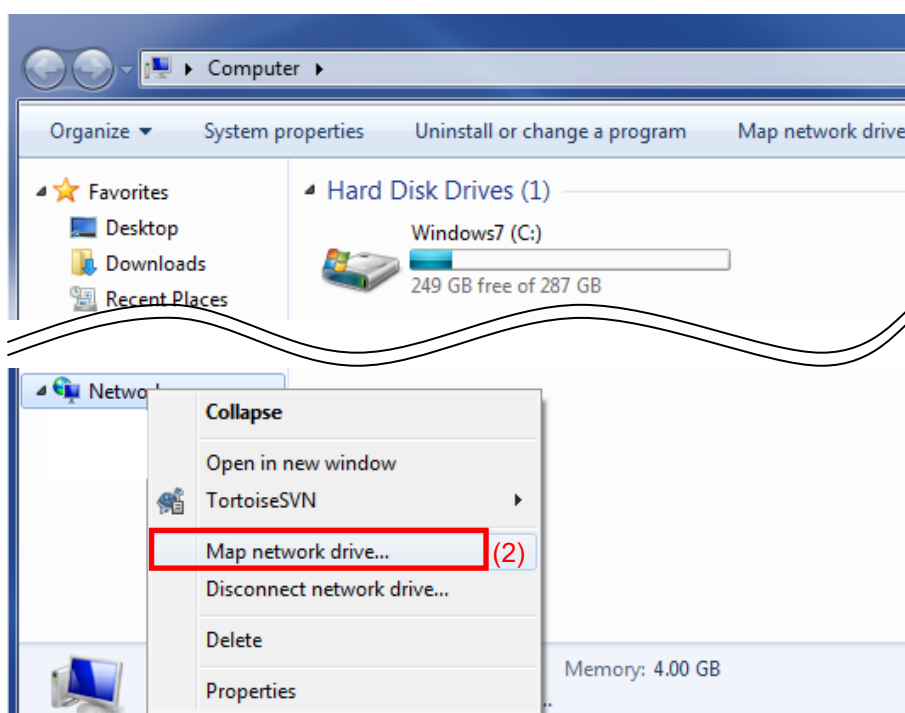 Computer
Organize System properties Uninstall or change a program Map network drive
Favorites
Desktop
Downloads
Recent Places
Hard Disk Drives (1)
Windows7 (C:)
249 GB free of 287 GB
Collapse
Open in new window
TortoiseSVN
Map network drive... (2)
Disconnect network drive...
Delete
Properties
Memory: 4.00 GB